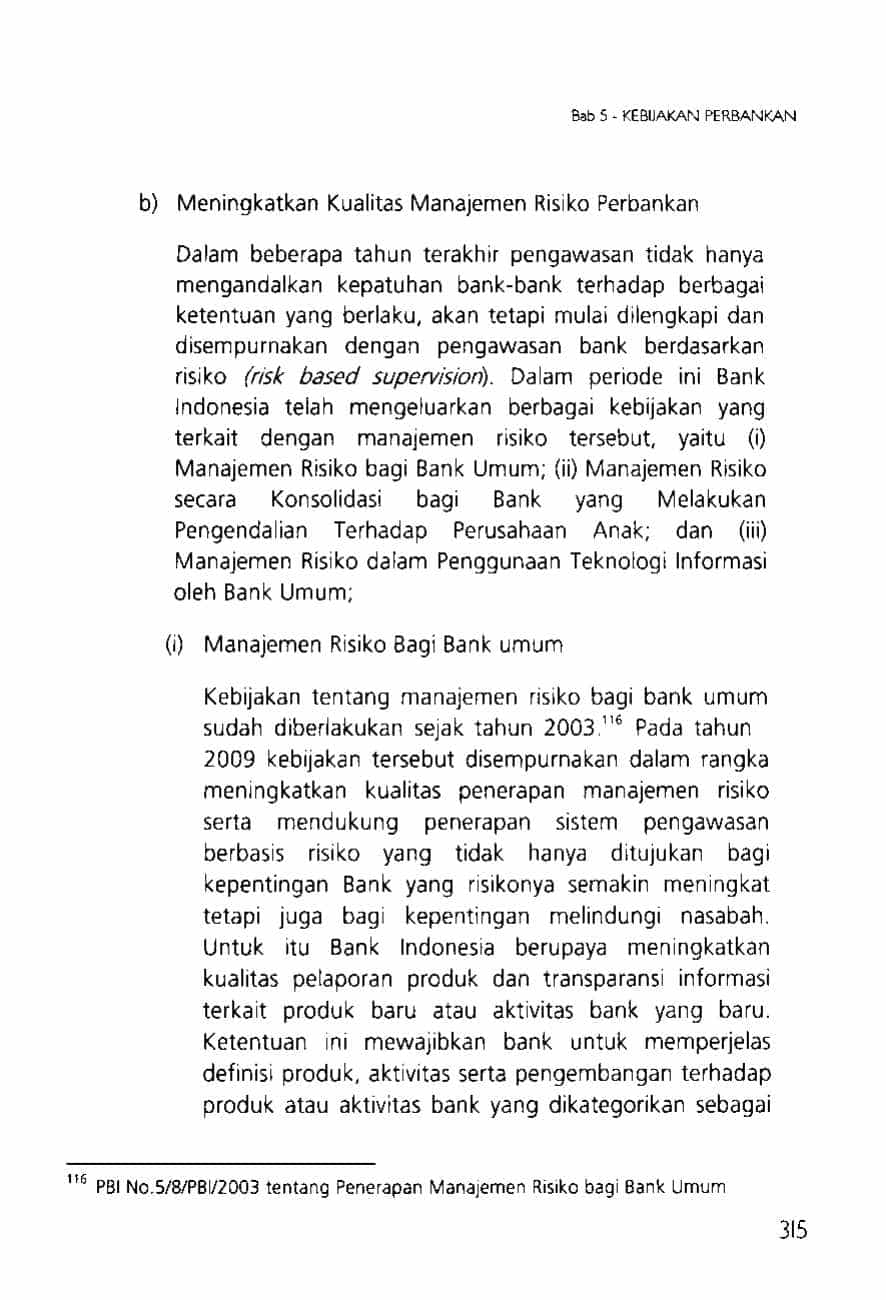 Bab 5 - KEBIJAKAN PERBANKAN
b) Meningkatkan Kualitas Manajemen Risiko Perbankan
Dalam beberapa tahun terakhir pengawasan tidak hanya
mengandalkan kepatuhan bank-bank terhadap berbagai
ketentuan yang berlaku, akan tetapi mulai dilengkapi dan
disempurnakan dengan pengawasan bank berdasarkan
risiko (risk based supervision). Dalam periode ini Bank
Indonesia telah mengeluarkan berbagai kebijakan yang
terkait dengan manajemen risiko tersebut, yaitu (i)
Manajemen Risiko bagi Bank Umum; (ii) Manajemen Risiko
secara Konsolidasi bagi Bank yang Melakukan
Pengendalian Terhadap Perusahaan Anak; dan (iii)
Manajemen Risiko dalam Penggunaan Teknologi Informasi
oleh Bank Umum;
(i) Manajemen Risiko Bagi Bank umum
Kebijakan tentang manajemen risiko bagi bank umum
sudah diberlakukan sejak tahun 2003.116 Pada tahun
2009 kebijakan tersebut disempurnakan dalam rangka
meningkatkan kualitas penerapan manajemen risiko
serta mendukung penerapan sistem pengawasan
berbasis risiko yang tidak hanya ditujukan bagi
kepentingan Bank yang risikonya semakin meningkat
tetapi juga bagi kepentingan melindungi nasabah.
Untuk itu Bank Indonesia berupaya meningkatkan
kualitas pelaporan produk dan transparansi informasi
terkait produk baru atau aktivitas bank yang baru.
Ketentuan ini mewajibkan bank untuk memperjelas
definisi produk, aktivitas serta pengembangan terhadap
produk atau aktivitas bank yang dikategorikan sebagai
116 PBI No.5/8/PBI/2003 tentang Penerapan Manajemen Risiko bagi Bank Umum
315